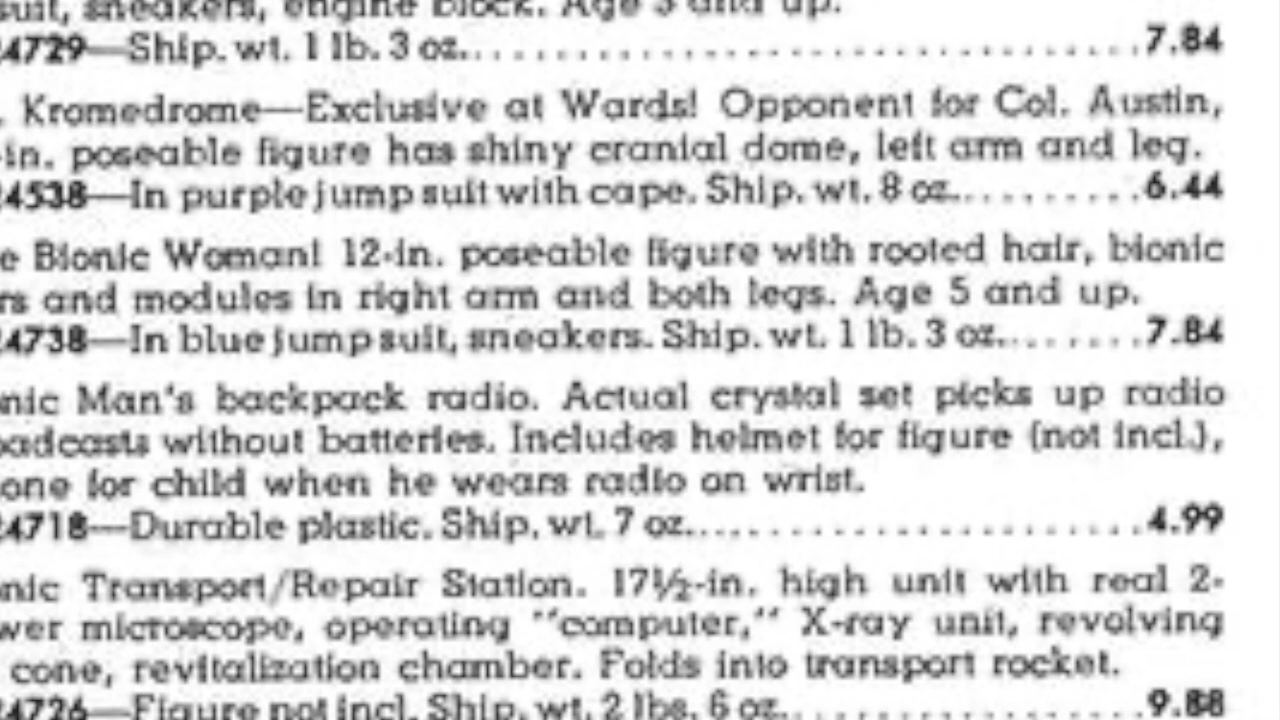 suit, sneakers, engine block. Age 5 and up.
4729—Ship. wt. 1 lb. 3 oz.......................................7.84
. Kromedrome—Exclusive at Wards! Opponent for Col. Austin,
-in. poseable figure has shiny cranial dome, left arm and leg.
4538—In purple jump suit with cape. Ship. wt. 8 oz...........6.44
e Bionic Woman! 12-in. poseable figure with rooted hair, bionic
rs and modules in right arm and both legs. Age 5 and up.
4738—In blue jump suit, sneakers. Ship. wt. 1 lb. 3 oz.........7.84
nic Man's backpack radio. Actual crystal set picks up radio
oadcasts without batteries. Includes helmet for figure (not incl.),
one for child when he wears radio on wrist.
24718—Durable plastic. Ship. wt. 7 oz..........................4.99
nic Transport/Repair Station. 17½-in. high unit with real 2-
wer microscope, operating "computer," X-ray unit, revolving
cone, revitalization chamber. Folds into transport rocket.
24726—Figure not incl. Ship. wt. 2 lbs. 6 oz.....................9.88